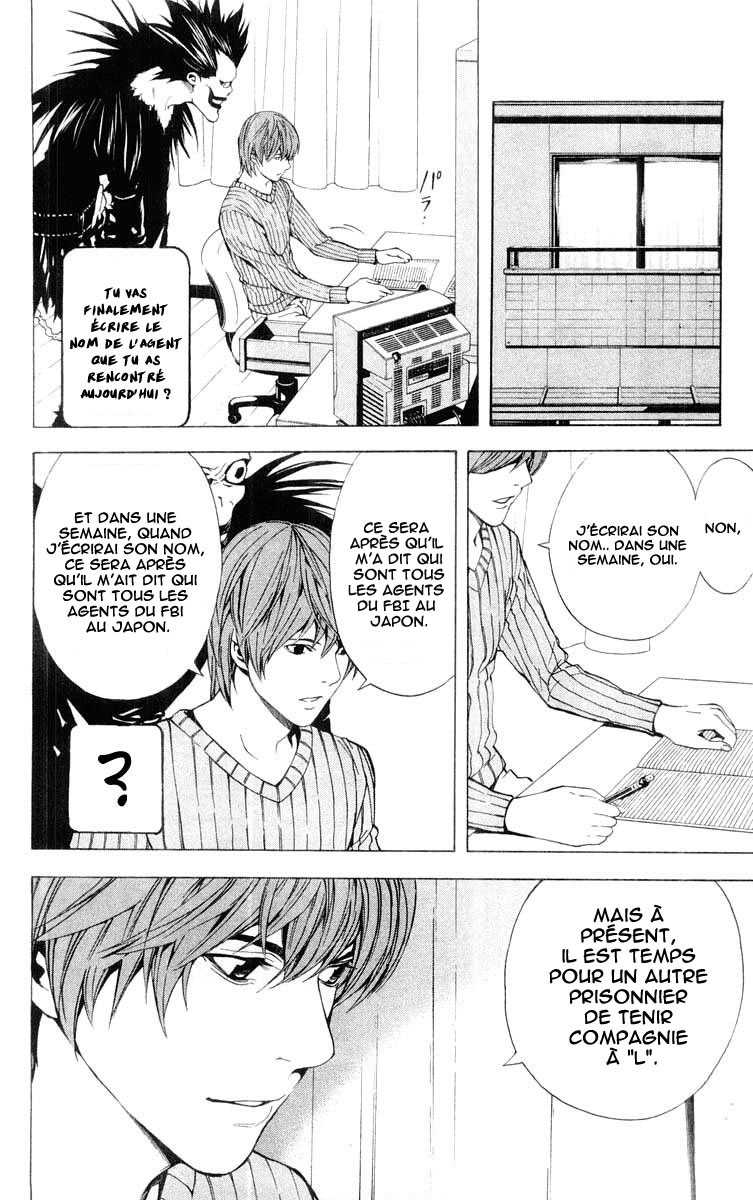 パラ
TU VAS
FINALEMENT
ÉCRIRE LE
NOM DE L'AGENT
QUE TU AS
RENCONTRÉ
AUJOURD'HUI ?
NON,
J'ÉCRIRAI SON
NOM.. DANS UNE
SEMAINE, OUI.
CE SERA
APRÈS QU'IL
M'A DIT QUI
SONT TOUS
LES AGENTS
DU FBI AU
JAPON.
ET DANS UNE
SEMAINE, QUAND
J'ÉCRIRAI SON NOM,
CE SERA APRÈS
QU'IL M'AIT DIT QUI
SONT TOUS LES
AGENTS DU FBI
AU JAPON.
?
MAIS À
PRÉSENT,
IL EST TEMPS
POUR UN AUTRE
PRISONNIER
DE TENIR
COMPAGNIE
À "L".